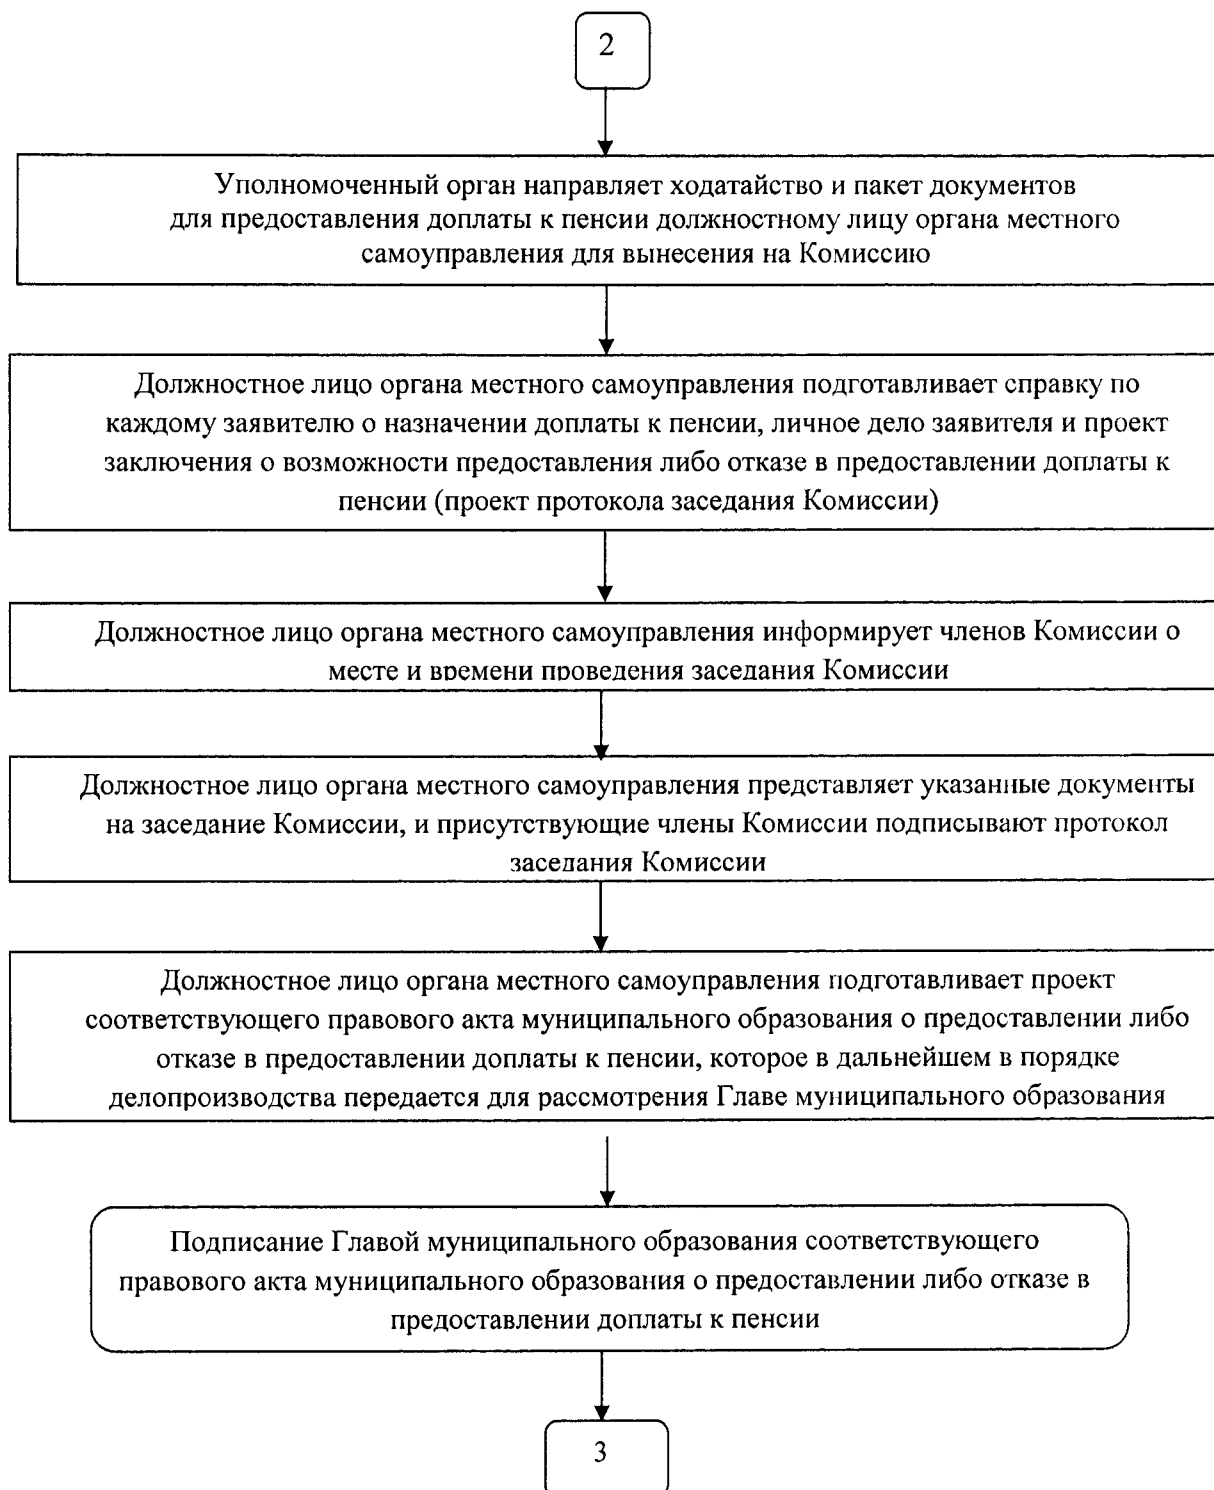 2
Уполномоченный орган направляет ходатайство и пакет документов
для предоставления доплаты к пенсии должностному лицу органа местного
самоуправления для вынесения на Комиссию
Должностное лицо органа местного самоуправления подготавливает справку по
каждому заявителю о назначении доплаты к пенсии, личное дело заявителя и проект
заключения о возможности предоставления либо отказе в предоставлении доплаты к
пенсии (проект протокола заседания Комиссии)
Должностное лицо органа местного самоуправления информирует членов Комиссии о
месте и времени проведения заседания Комиссии
Должностное лицо органа местного самоуправления представляет указанные документы
на заседание Комиссии, и присутствующие члены Комиссии подписывают протокол
заседания Комиссии
Должностное лицо органа местного самоуправления подготавливает проект
соответствующего правового акта муниципального образования о предоставлении либо
отказе в предоставлении доплаты к пенсии, которое в дальнейшем в порядке
делопроизводства передается для рассмотрения Главе муниципального образования
Подписание Главой муниципального образования соответствующего
правового акта муниципального образования о предоставлении либо отказе в
предоставлении доплаты к пенсии
3